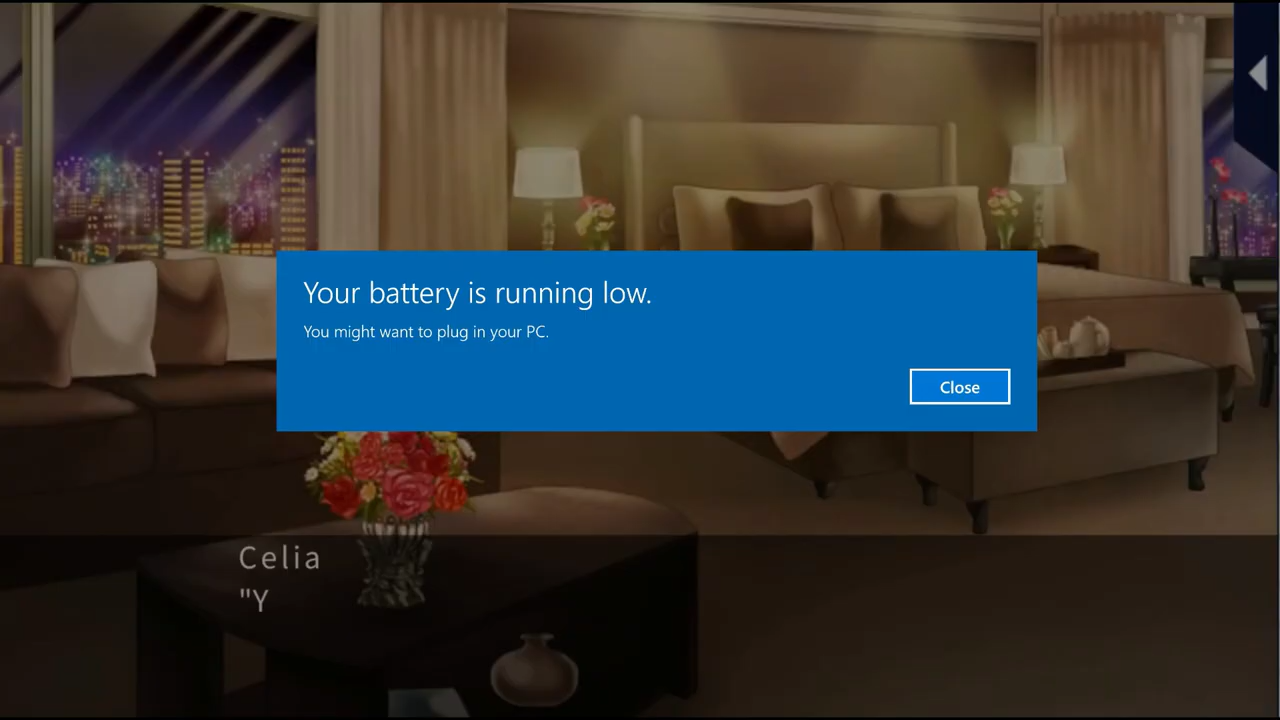 Your battery is running low.
You might want to plug in your PC.
Close
Celia
"Y